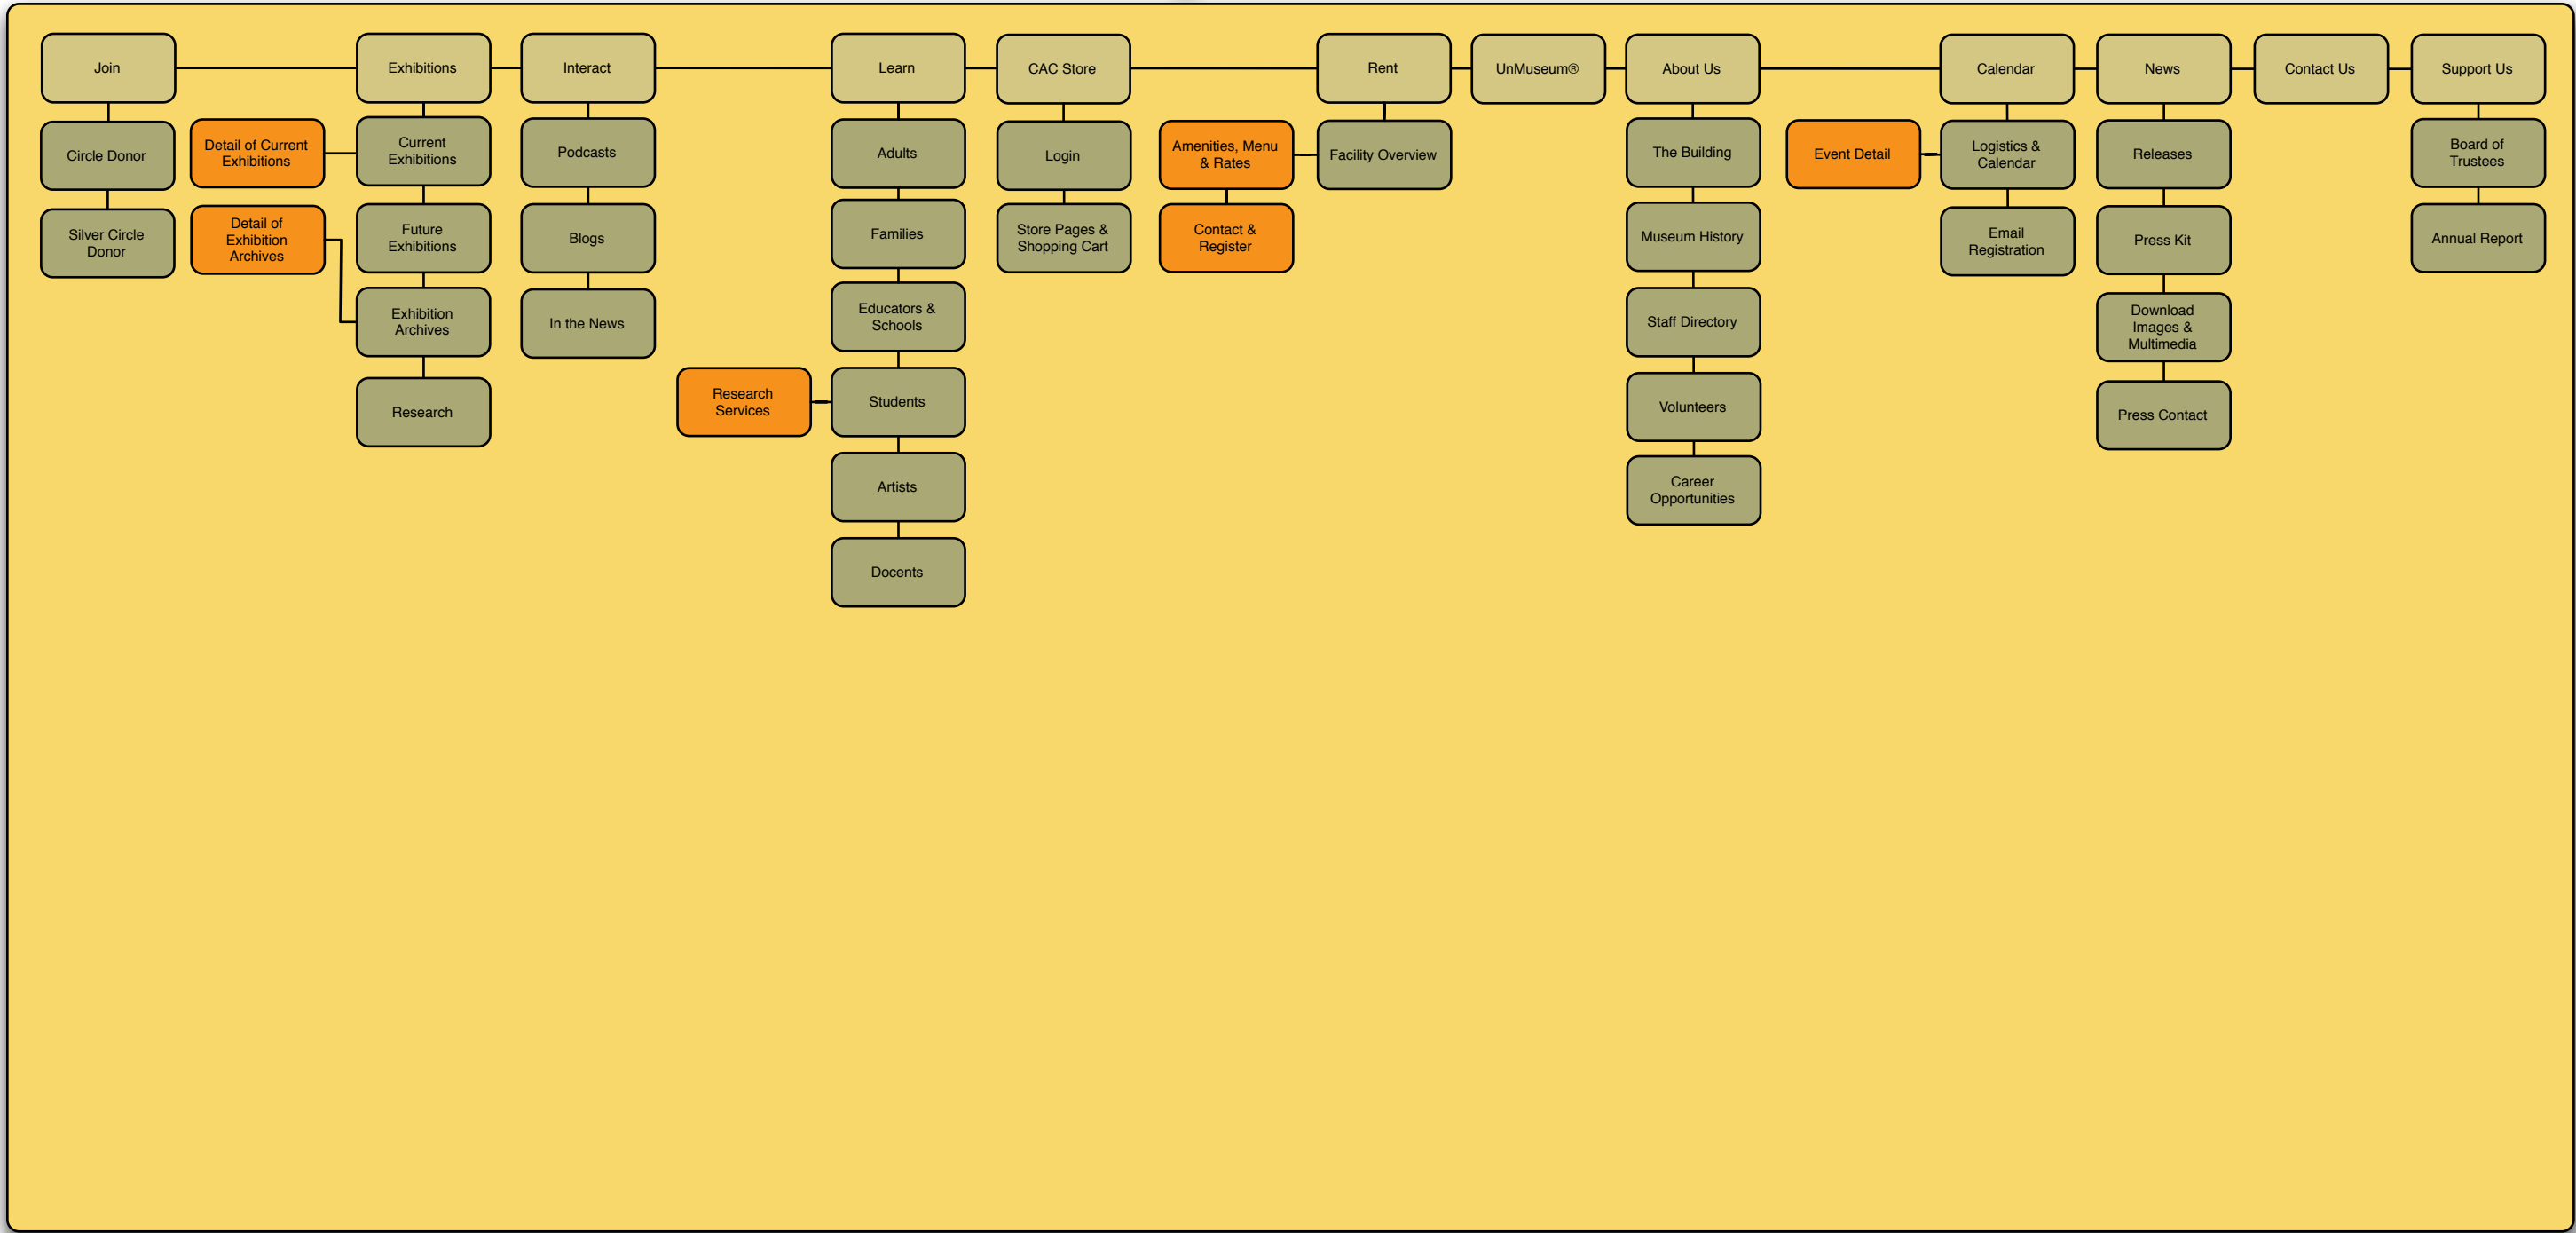 Join
Exhibitions
Interact
Learn
CAC Store
Rent
UnMuseum®
About Us
Calendar
News
Contact Us
Support Us
Circle Donor
Silver Circle
Donor
Detail of Current
Exhibitions
Detail of
Exhibition
Archives
Current
Exhibitions
Future
Exhibitions
Exhibition
Archives
Research
Podcasts
Blogs
In the News
Research
Services
Adults
Families
Educators &
Schools
Students
Artists
Docents
Login
Store Pages &
Shopping Cart
Amenities, Menu
& Rates
Contact &
Register
Facility Overview
The Building
Museum History
Staff Directory
Volunteers
Career
Opportunities
Event Detail
Logistics &
Calendar
Email
Registration
Releases
Press Kit
Download
Images &
Multimedia
Press Contact
Board of
Trustees
Annual Report